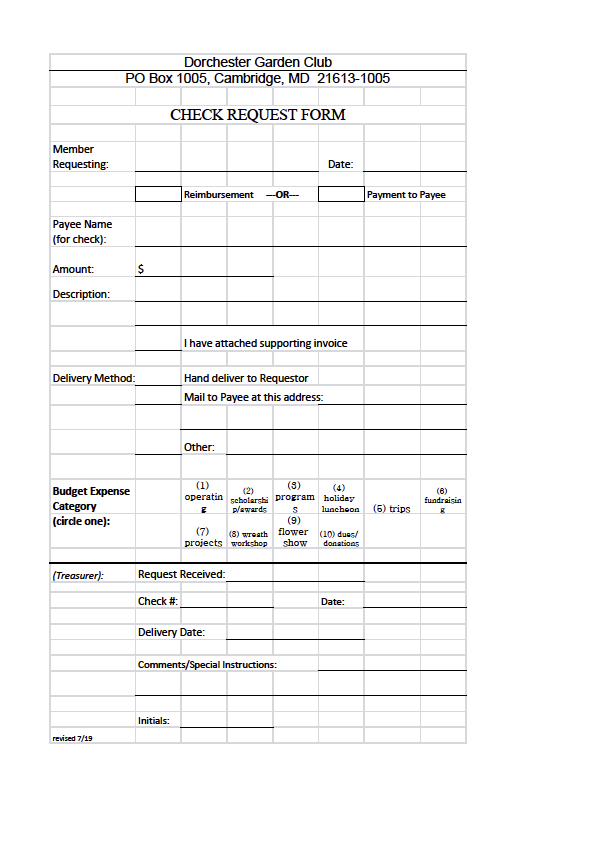 Dorchester Garden Club
PO Box 1005, Cambridge, MD 21613-1005
CHECK REQUEST FORM
Member
Requesting: Date:
Reimbursement ---OR--- Payment to Payee
Payee Name
(for check):
Amount: $
Description:
I have attached supporting invoice
Delivery Method: Hand deliver to Requestor
Mail to Payee at this address:
Other:
Budget Expense
Category
(circle one):
(1)
operatin
g
(2)
scholarshi
p/awards
(3)
program
s
(4)
holiday
luncheon
(5) trips
(6)
fundraisin
g
(7)
projects
(8) wreath
workshop
(9)
flower
show
(10) dues/
donations
(Treasurer): Request Received:
Check #: Date:
Delivery Date:
Comments/Special Instructions:
Initials:
revised 7/19